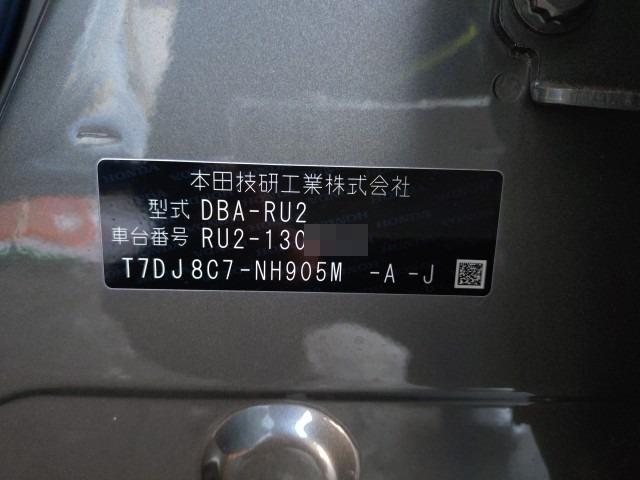 本田技研工業株式会社
型式 DBA-RU2
車台番号 RU2-130
T7DJ8C7-NH905M -A -J